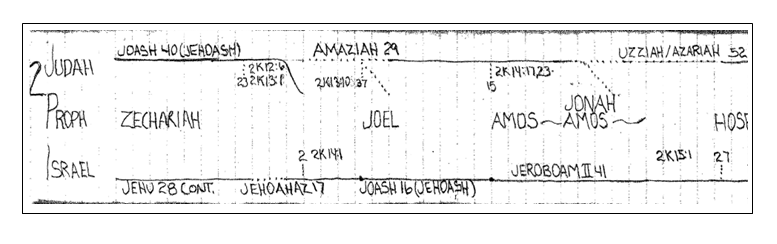 JOASH 40 (JEHOASH) AMAZIAH 29 UZZIAH/AZARIAH 52
2 JUDAH
2K12:6 2K14:17,23
23 2K13:1 2K13:10 37
15
JONAH
PROPH ZECHARIAH JOEL AMOS AMOS HOSE
2 2K14:1 2K15:1 27
ISRAEL JEROBOAM II 41
JEHU 28 CONT. JEHOAHAZ 17 JOASH 16 (JEHOASH)